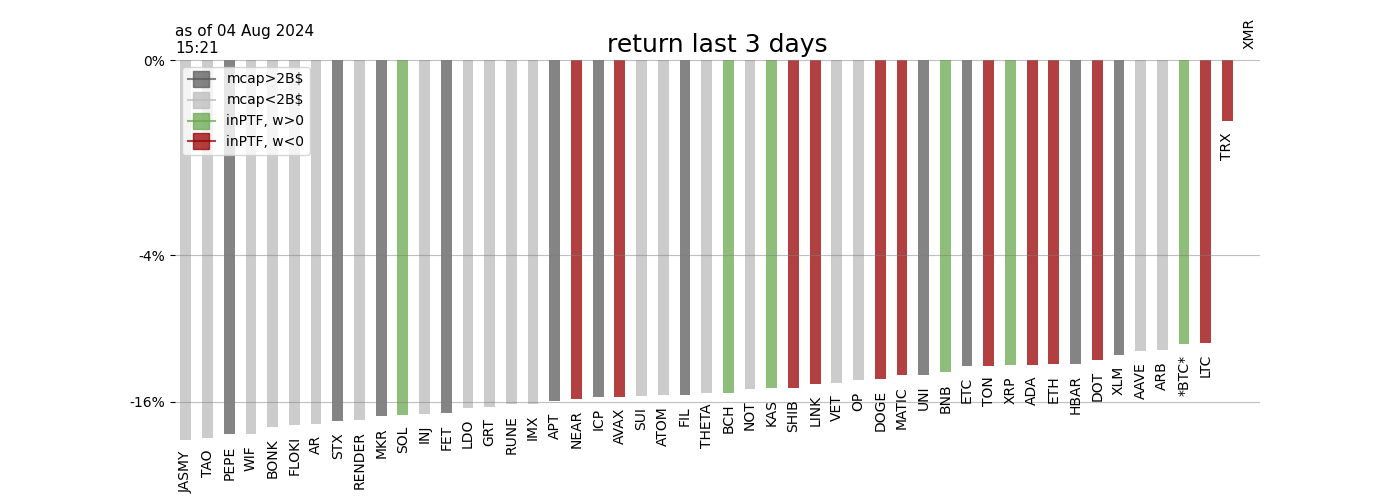 as of 04 Aug 2024
15:21
return last 3 days
XMR
0%
mcap>2B$
mcap<2B$
inPTF, w>0
inPTF, w<0
TRX
-4%
-16%
JASMY
TAO
PEPE
WIF
BONK
FLOKI
AR
STX
RENDER
MKR
SOL
INJ
FET
LDO
GRT
RUNE
IMX
APT
NEAR
ICP
AVAX
SUI
ATOM
FIL
THETA
BCH
NOT
KAS
SHIB
LINK
VET
OP
DOGE
MATIC
UNI
BNB
ETC
TON
XRP
ADA
ETH
HBAR
DOT
XLM
AAVE
ARB
*BTC*
LTC